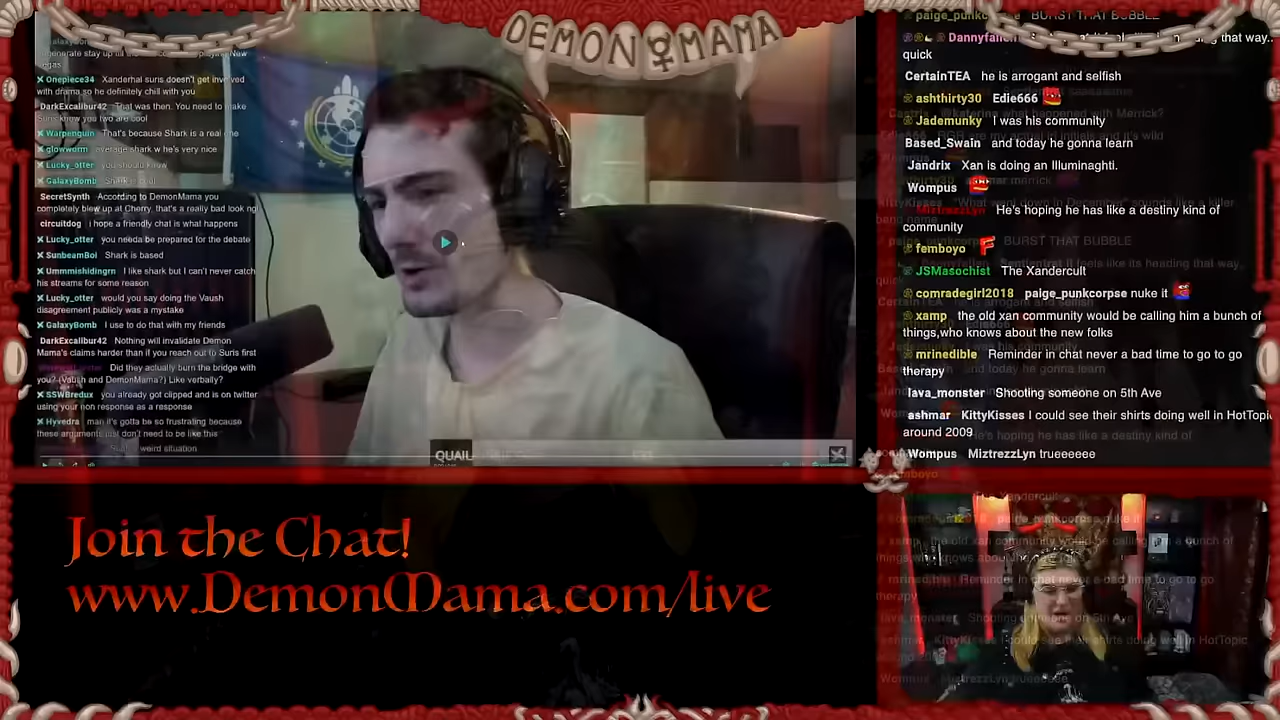 DEMON MAMA
Onepiece34 Xanderhal suris doesn't get involved
with drama so he definitely chill with you
DarkExcalibur42 That was then. You need to make
Sure know you two are cool
Warpenguin That's because Shark is a real one
glowworm average shark w he's very nice
Lucky_otter you should know
GalaxyBomb
SecretSynth According to DemonMama you
completely blew up at Cherry that's a really bad look ngl
circuitdog i hope a friendly chat is what happens
Lucky_otter you needa be prepared for the debate
SunbeamBoi Shark is based
Ummmishidingrn I like shark but I can't never catch
his streams for some reason
Lucky_otter would you say doing the Vaush
disagreement publicly was a mystake
GalaxyBomb I use to do that with my friends
DarkExcalibur42 Nothing will invalidate Demon
Mama's claims harder than if you reach out to Suris first
Did they actually burn the bridge with
you? (Vaush and DemonMama?) Like verbally?
SSWBredux you already got clipped and is on twitter
using your non response as a response
Hyvedra man it's gotta be so frustrating because
these arguments just don't need to be like this
weird situation
QUAIL
paige_punkc BURST THAT BUBBLE
Dannyfallen that way..
quick
CertainTEA he is arrogant and selfish
ashthirty30 Edie666
Jademunky I was his community
Based_Swain and today he gonna learn
Jandrix Xan is doing an Illuminaghti.
Wompus
MiztrezzLyn He's hoping he has like a destiny kind of
community
femboyo
JSMasochist The Xandercult
comradegirl2018 paige_punkcorpse nuke it
xamp the old xan community would be calling him a bunch of
things,who knows about the new folks
mrinedible Reminder in chat never a bad time to go to go
therapy
lava_monster Shooting someone on 5th Ave
ashmar KittyKisses I could see their shirts doing well in HotTopic
around 2009
Wompus MiztrezzLyn trueeeeee
Join the Chat!
www.DemonMama.com/live